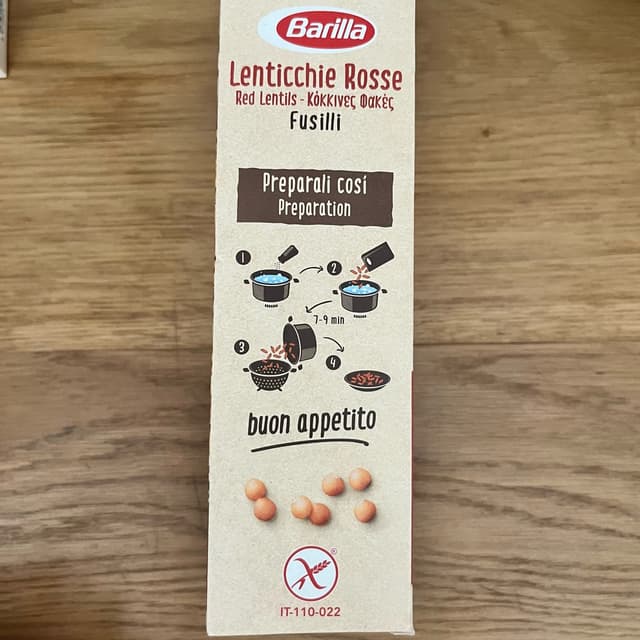 Barilla
Lenticchie Rosse
Red Lentils - Κόκκινες Φακές
Fusilli
Preparali cosí
Preparation
1
2
7-9 min
3
4
buon appetito
IT-110-022